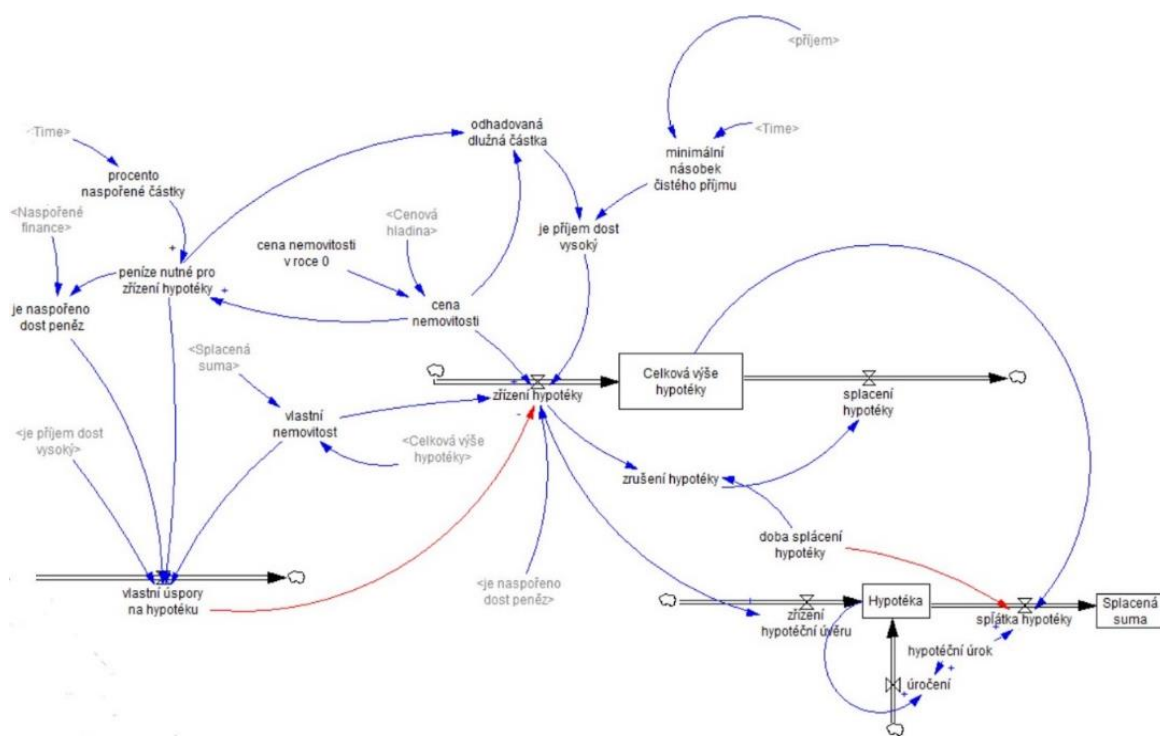 <příjem>
<Time>
odhadovaná
dlužná částka
<Time>
minimální
násobek
čistého příjmu
procento
naspořené částky
<Naspořené
finance>
<Cenová
hladina>
je příjem dost
vysoký
cena nemovitosti
v roce 0
+
peníze nutné pro
zřízení hypotéky
+
je naspořeno
dost peněz
cena
nemovitosti
<Splacená
suma>
Celková výše
hypotéky
+
zřízení hypotéky
-
splacení
hypotéky
vlastní
nemovitost
<je příjem dost
vysoký>
<Celková výše
hypotéky>
zrušení hypotéky
doba splácení
hypotéky
<je naspořeno
dost peněz>
vlastní úspory
na hypotéku
+
zřízení
hypoteční úvěru
Hypotéka
splátka hypotéky
Splacená
suma
+
hypotéční úrok
+
úročení
+